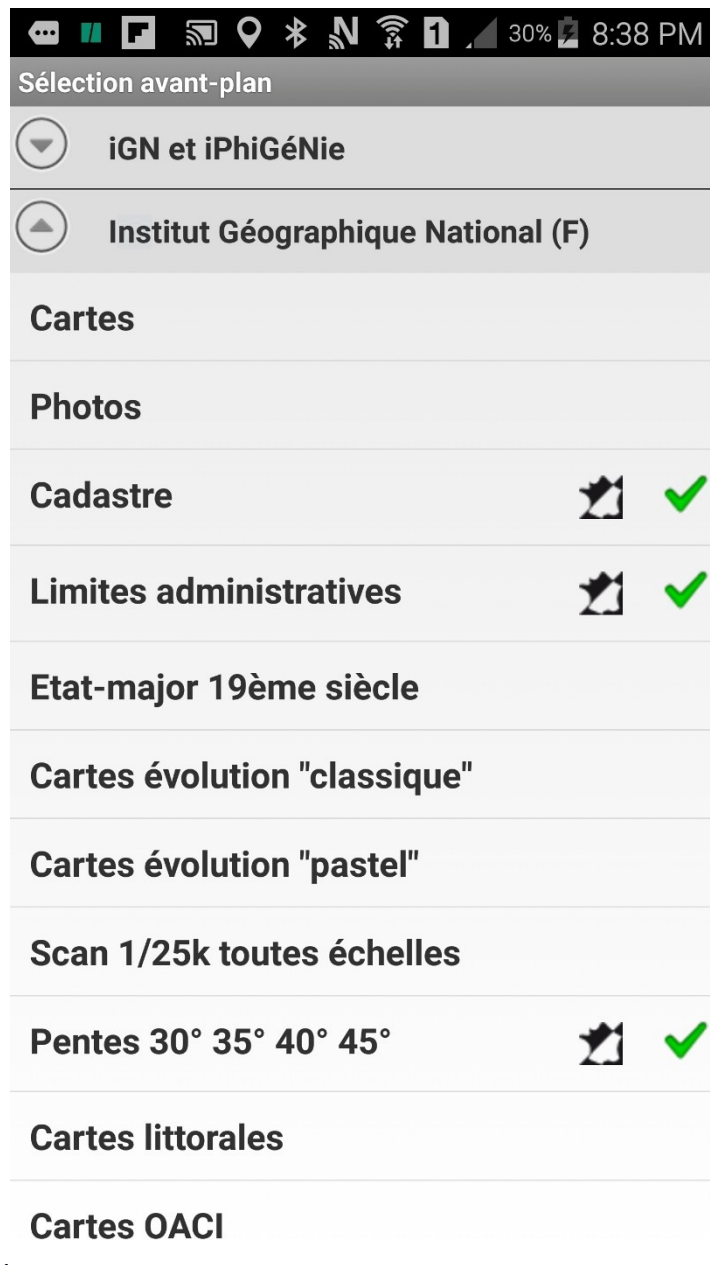 1 30% 8:38 PM
Sélection avant-plan
iGN et iPhiGéNie
Institut Géographique National (F)
Cartes
Photos
Cadastre
Limites administratives
Etat-major 19ème siècle
Cartes évolution "classique"
Cartes évolution "pastel"
Scan 1/25k toutes échelles
Pentes 30° 35° 40° 45°
Cartes littorales
Cartes OACI